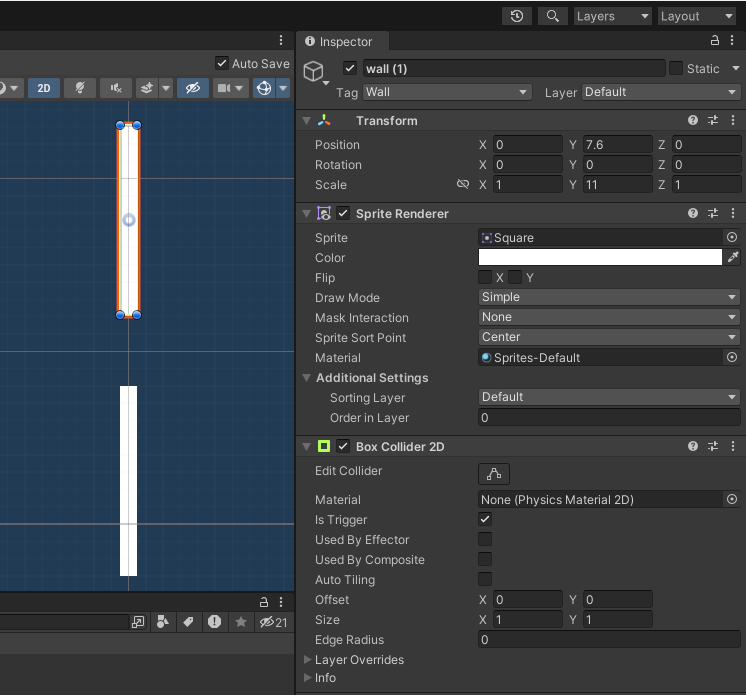 Layers Layout
Inspector
Auto Save
wall (1) Static
2D
Tag Wall Layer Default
Transform
Position X 0 Y 7.6 Z 0
Rotation X 0 Y 0 Z 0
Scale X 1 Y 11 Z 1
Sprite Renderer
Sprite Square
Color
Flip X Y
Draw Mode Simple
Mask Interaction None
Sprite Sort Point Center
Material Sprites-Default
Additional Settings
Sorting Layer Default
Order in Layer 0
Box Collider 2D
Edit Collider
Material None (Physics Material 2D)
Is Trigger
Used By Effector
Used By Composite
Auto Tiling
Offset X 0 Y 0
Size X 1 Y 1
21
Edge Radius 0
Layer Overrides
Info